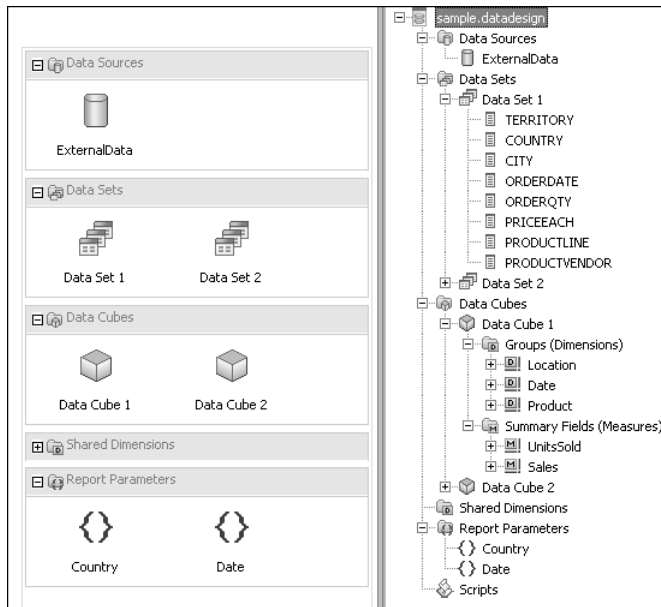 Data Sources
ExternalData
Data Sets
Data Set 1 Data Set 2
Data Cubes
Data Cube 1 Data Cube 2
Shared Dimensions
Report Parameters
Country Date
sample.datadesign
Data Sources
ExternalData
Data Sets
Data Set 1
TERRITORY
COUNTRY
CITY
ORDERDATE
ORDERQTY
PRICEEACH
PRODUCTLINE
PRODUCTVENDOR
Data Set 2
Data Cubes
Data Cube 1
Groups (Dimensions)
Location
Date
Product
Summary Fields (Measures)
UnitsSold
Sales
Data Cube 2
Shared Dimensions
Report Parameters
Country
Date
Scripts